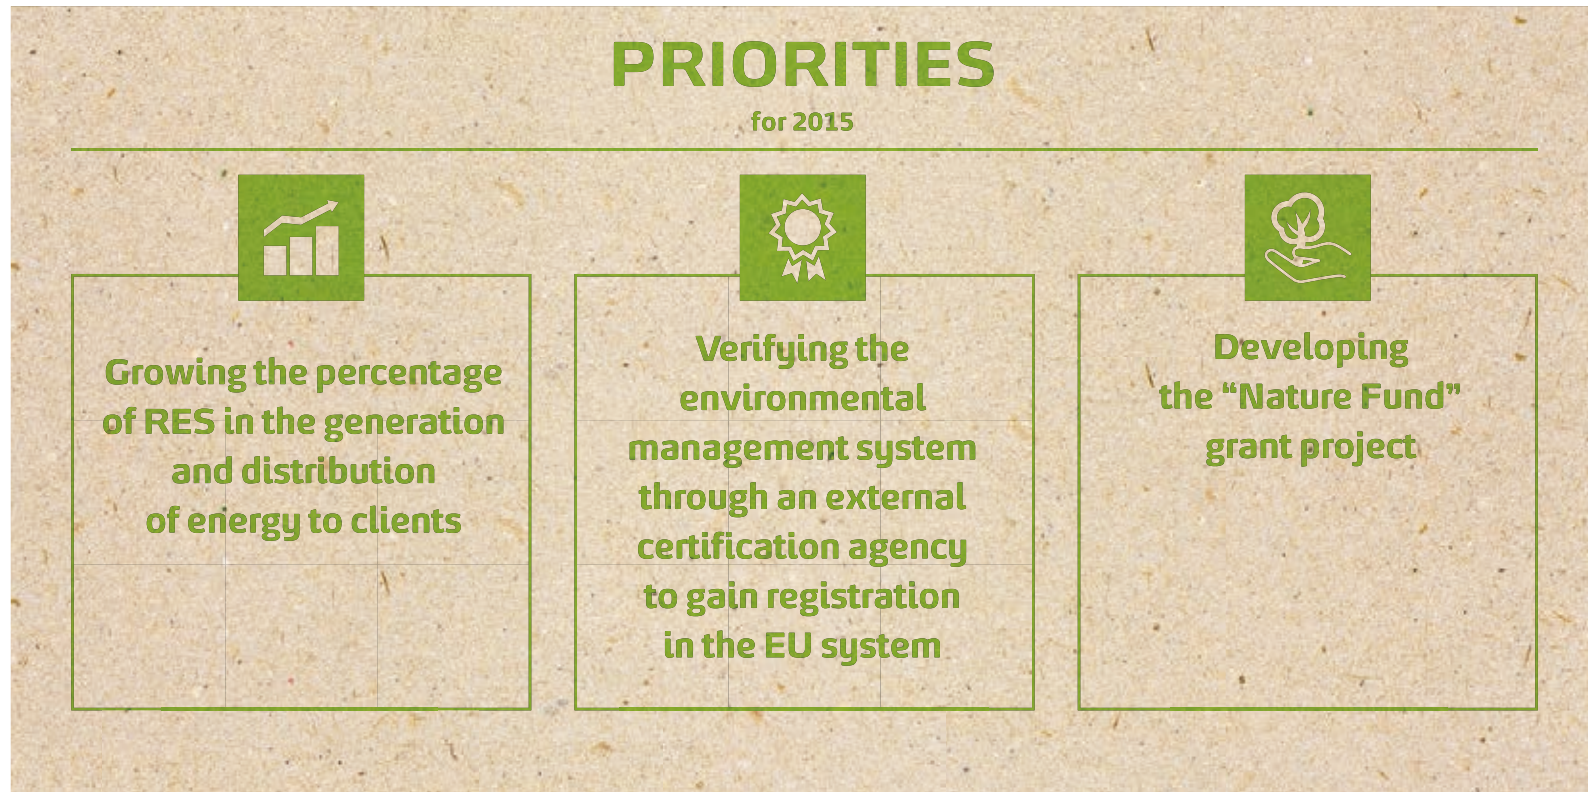 PRIORITIES
for 2015
Growing the percentage
of RES in the generation
and distribution
of energy to clients
Verifying the
environmental
management system
through an external
certification agency
to gain registration
in the EU system
Developing
the “Nature Fund”
grant project